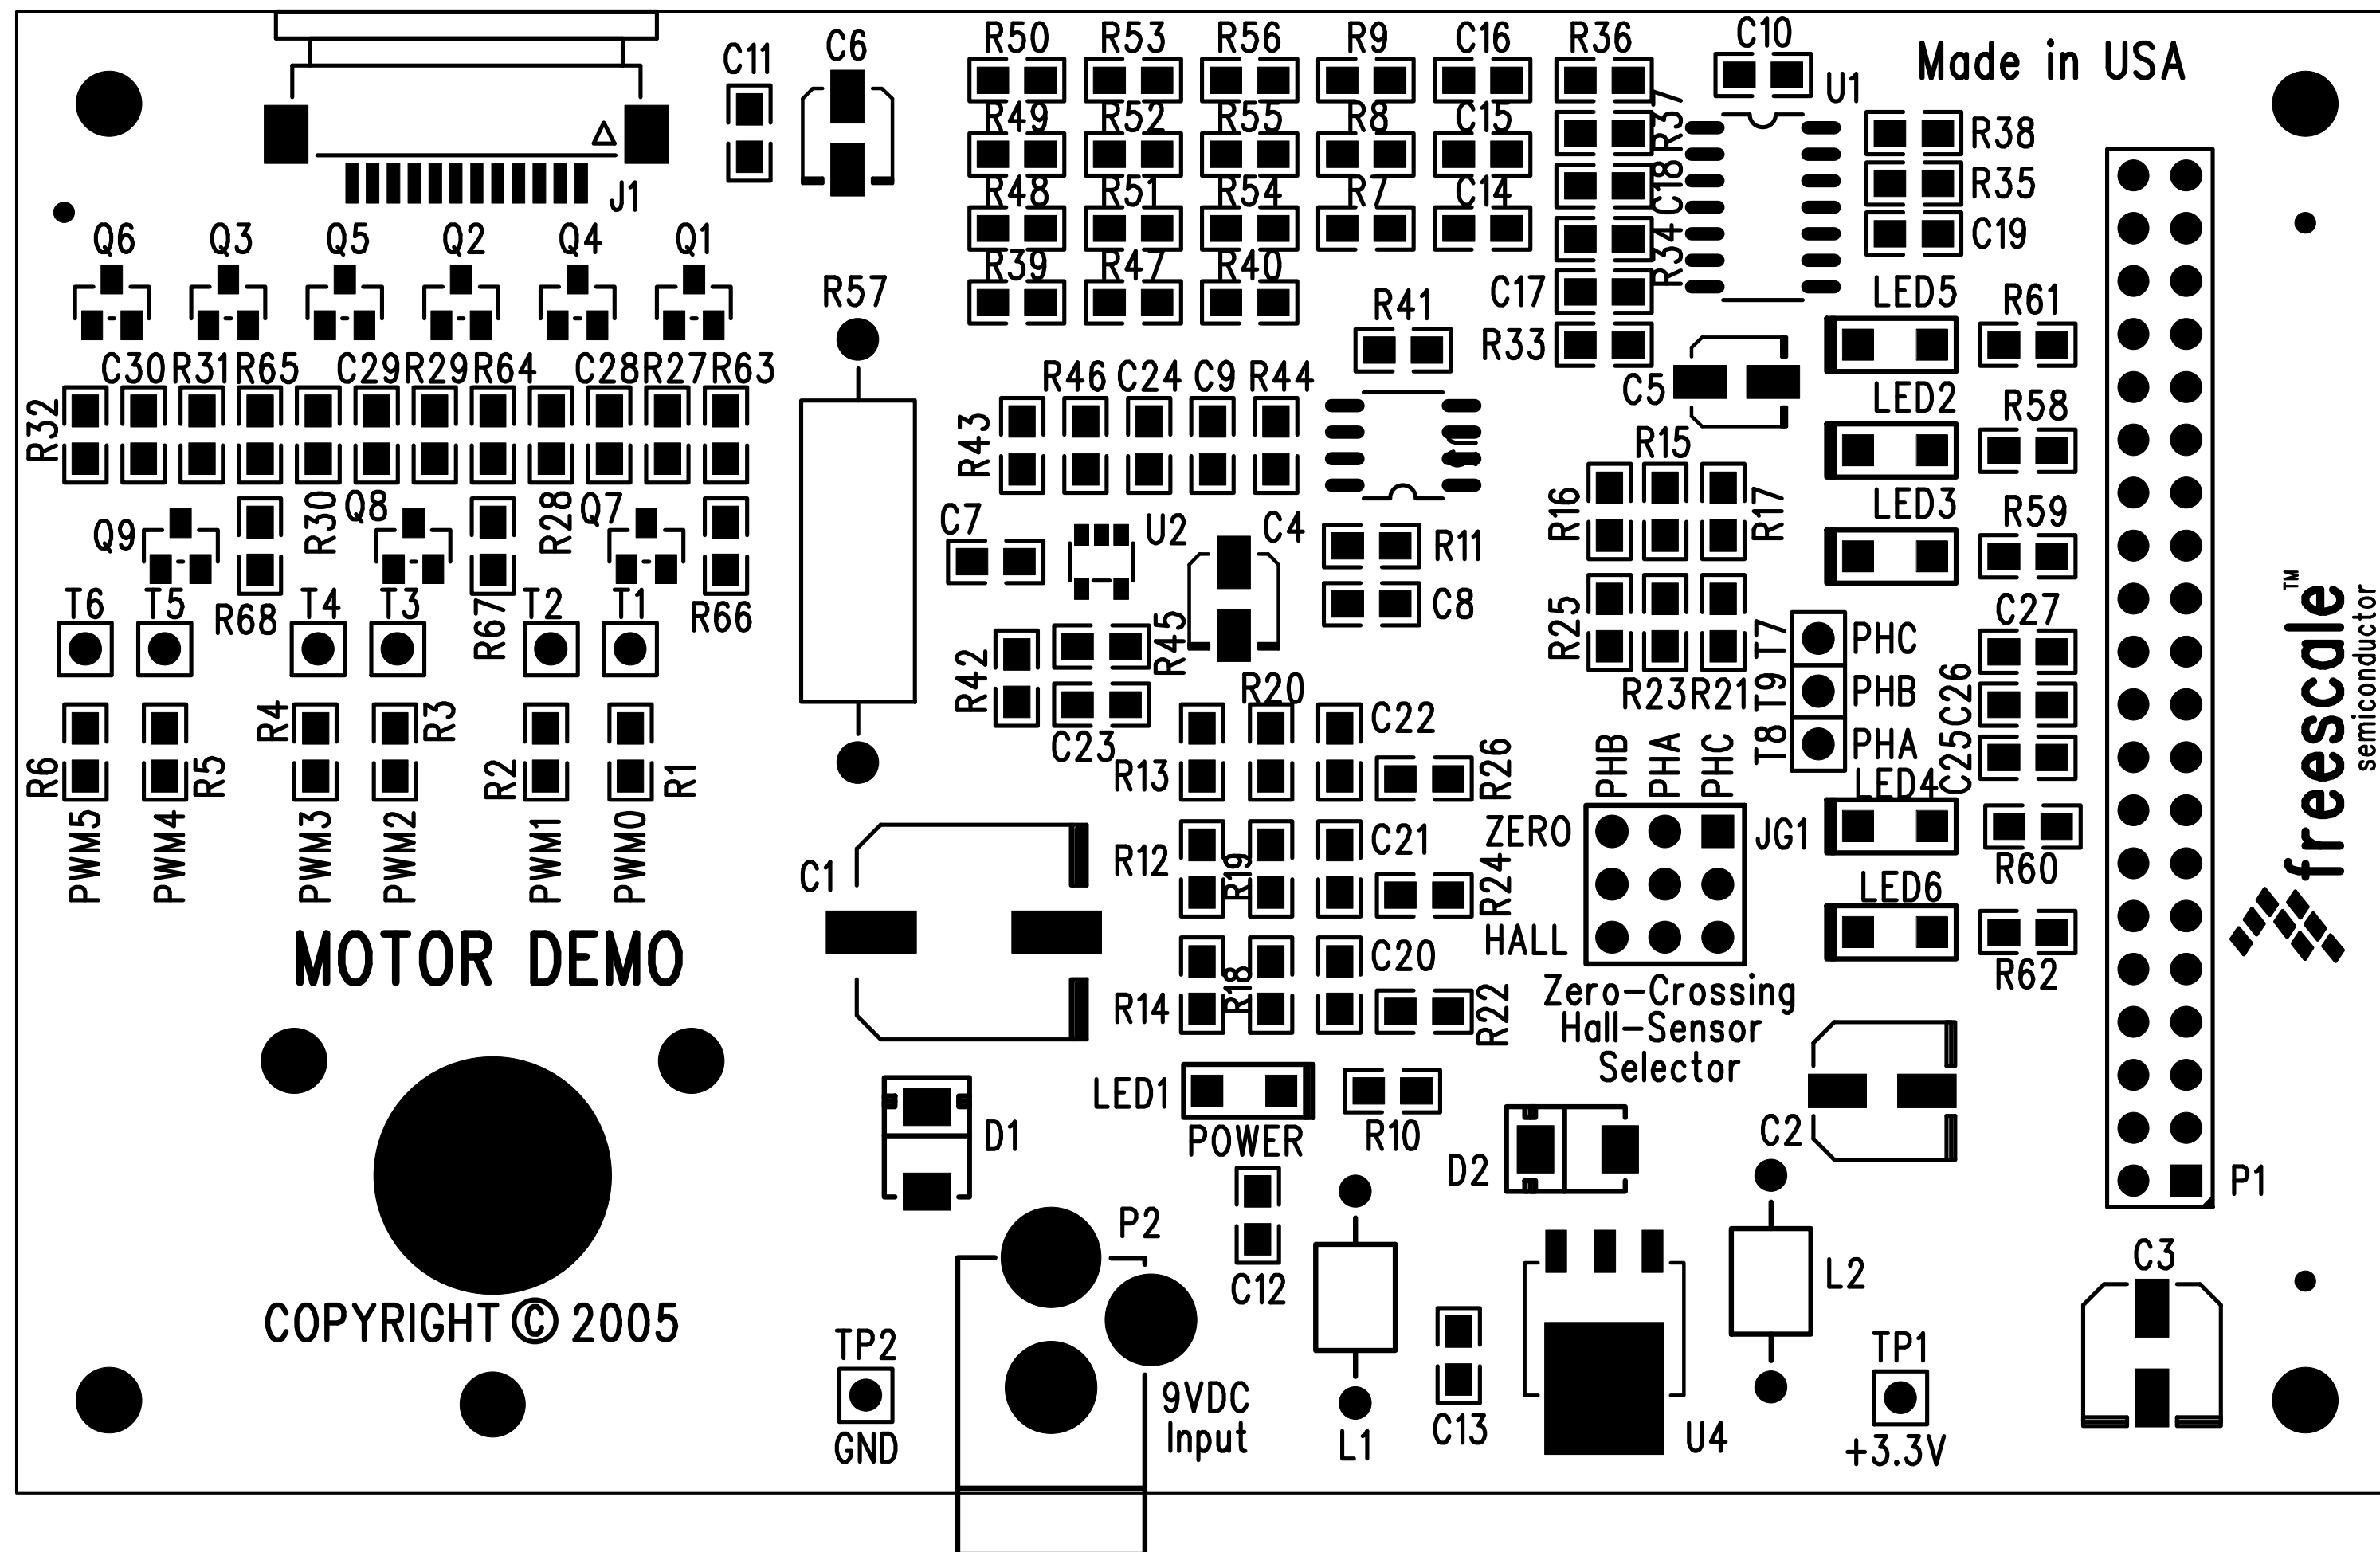 C11 C6 R50 R53 R56 R9 C16 R36 C10 Made in USA
U1
R49 R52 R55 R8 C15 R37 R38
J1 R48 R51 R54 R7 C14 C18 R35
Q6 Q3 Q5 Q2 Q4 Q1 C19
R39 R47 R40 R34
R57 C17 LED5 R61
R41 R33
C30 R31 R65 C29 R29 R64 C28 R27 R63
R46 C24 C9 R44 C5 LED2 R58
R32 R43 R15
Q9 R30 Q8 R28 Q7 C7 U2 C4 R11 R16 R17 LED3 R59
T6 T5 R68 T4 T3 R67 T2 T1 R66
C8 R25 C27
R42 R45 T7 PHC
R20 R23 R21 T9 PHB C26
R4 R3 C23 C22 T8 PHA C25
R6 R5 R2 R1 R13 R26 PHB PHA PHC LED4
PWM5 PWM4 PWM3 PWM2 PWM1 PWM0
C1 R12 R19 C21 R24 ZERO JG1 R60
LED6
MOTOR DEMO
HALL
R14 R18 C20 R22 R62
Zero-Crossing
Hall-Sensor
Selector
LED1 R10
D1 POWER D2 C2
P1
P2
C12 L2 C3
COPYRIGHT © 2005
TP2 TP1
9VDC
Input
GND L1 C13 U4 +3.3V
freescale™
semiconductor